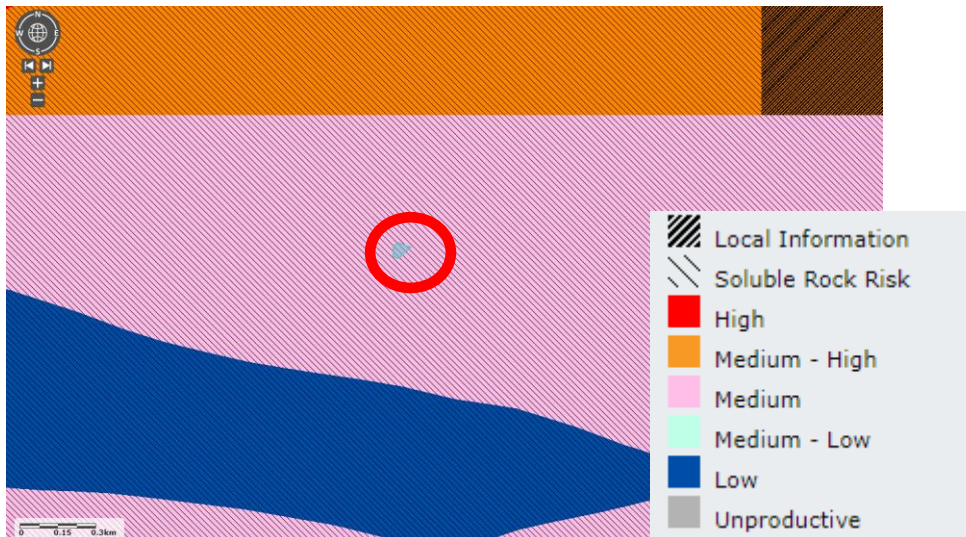 N
W E
S
Local Information
Soluble Rock Risk
High
Medium - High
Medium
Medium - Low
Low
Unproductive
0 0.15 0.3km